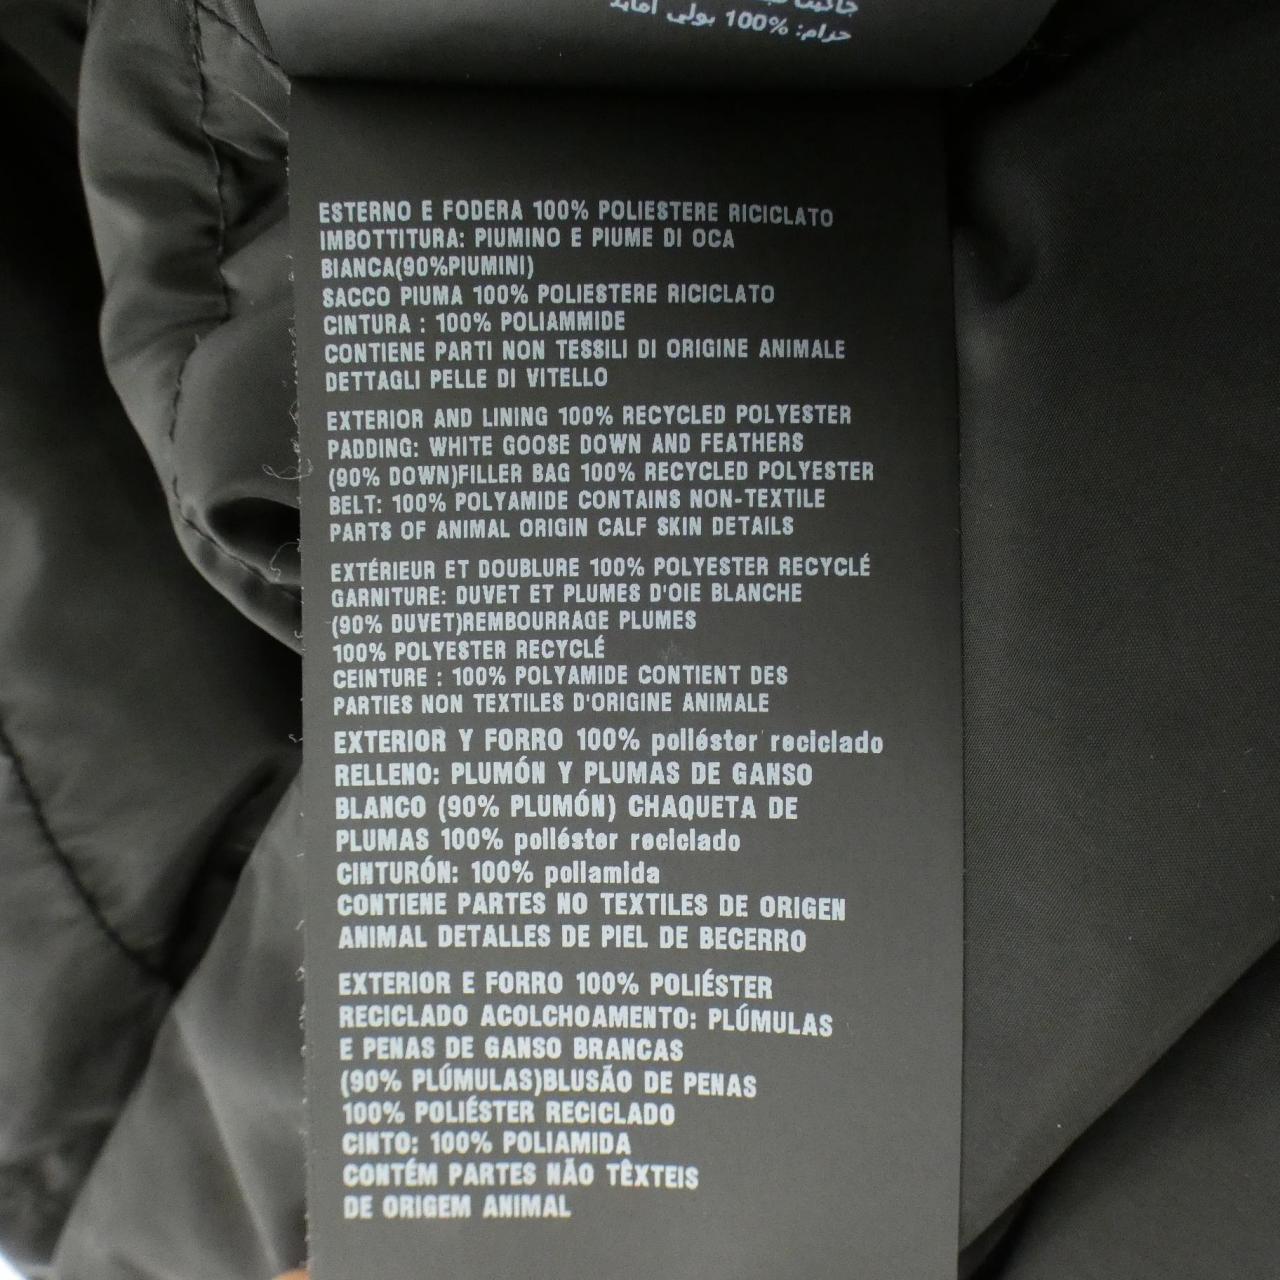 حزام: 100% بولي أمايد
ESTERNO E FODERA 100% POLIESTERE RICICLATO
IMBOTTITURA: PIUMINO E PIUME DI OCA
BIANCA(90%PIUMINI)
SACCO PIUMA 100% POLIESTERE RICICLATO
CINTURA : 100% POLIAMMIDE
CONTIENE PARTI NON TESSILI DI ORIGINE ANIMALE
DETTAGLI PELLE DI VITELLO
EXTERIOR AND LINING 100% RECYCLED POLYESTER
PADDING: WHITE GOOSE DOWN AND FEATHERS
(90% DOWN)FILLER BAG 100% RECYCLED POLYESTER
BELT: 100% POLYAMIDE CONTAINS NON-TEXTILE
PARTS OF ANIMAL ORIGIN CALF SKIN DETAILS
EXTÉRIEUR ET DOUBLURE 100% POLYESTER RECYCLÉ
GARNITURE: DUVET ET PLUMES D'OIE BLANCHE
(90% DUVET)REMBOURRAGE PLUMES
100% POLYESTER RECYCLÉ
CEINTURE : 100% POLYAMIDE CONTIENT DES
PARTIES NON TEXTILES D'ORIGINE ANIMALE
EXTERIOR Y FORRO 100% poliéster reciclado
RELLENO: PLUMÓN Y PLUMAS DE GANSO
BLANCO (90% PLUMÓN) CHAQUETA DE
PLUMAS 100% poliéster reciclado
CINTURÓN: 100% poliamida
CONTIENE PARTES NO TEXTILES DE ORIGEN
ANIMAL DETALLES DE PIEL DE BECERRO
EXTERIOR E FORRO 100% POLIÉSTER
RECICLADO ACOLCHOAMENTO: PLÚMULAS
E PENAS DE GANSO BRANCAS
(90% PLÚMULAS)BLUSÃO DE PENAS
100% POLIÉSTER RECICLADO
CINTO: 100% POLIAMIDA
CONTÉM PARTES NÃO TÊXTEIS
DE ORIGEM ANIMAL